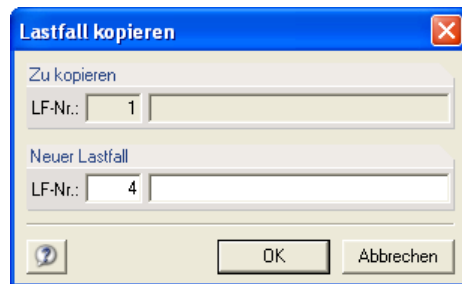 Lastfall kopieren
Zu kopieren
LF-Nr.: 1
Neuer Lastfall
LF-Nr.: 4
OK Abbrechen